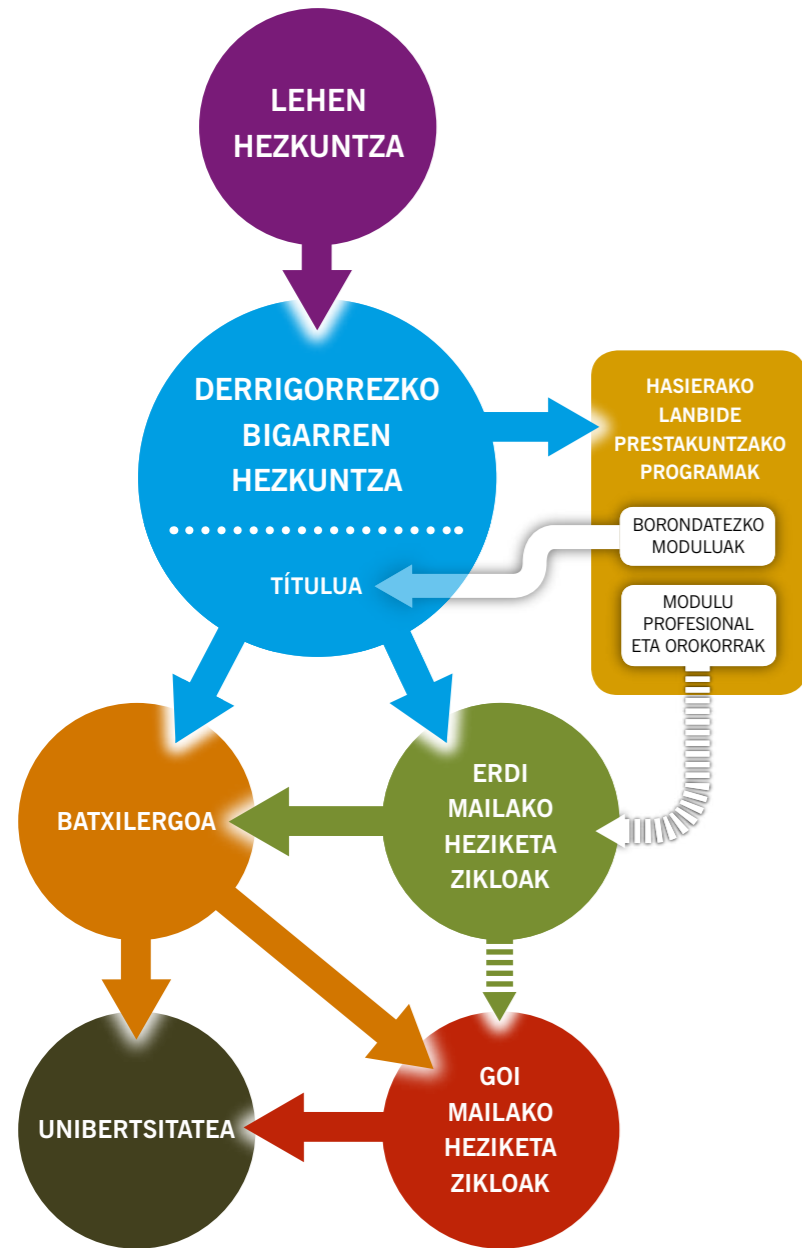 LEHEN
HEZKUNTZA
DERRIGORREZKO
BIGARREN
HEZKUNTZA
TÍTULUA
HASIERAKO
LANBIDE
PRESTAKUNTZAKO
PROGRAMAK
BORONDATEZKO
MODULUAK
MODULU
PROFESIONAL
ETA OROKORRAK
BATXILERGOA
ERDI
MAILAKO
HEZIKETA
ZIKLOAK
UNIBERTSITATEA
GOI
MAILAKO
HEZIKETA
ZIKLOAK